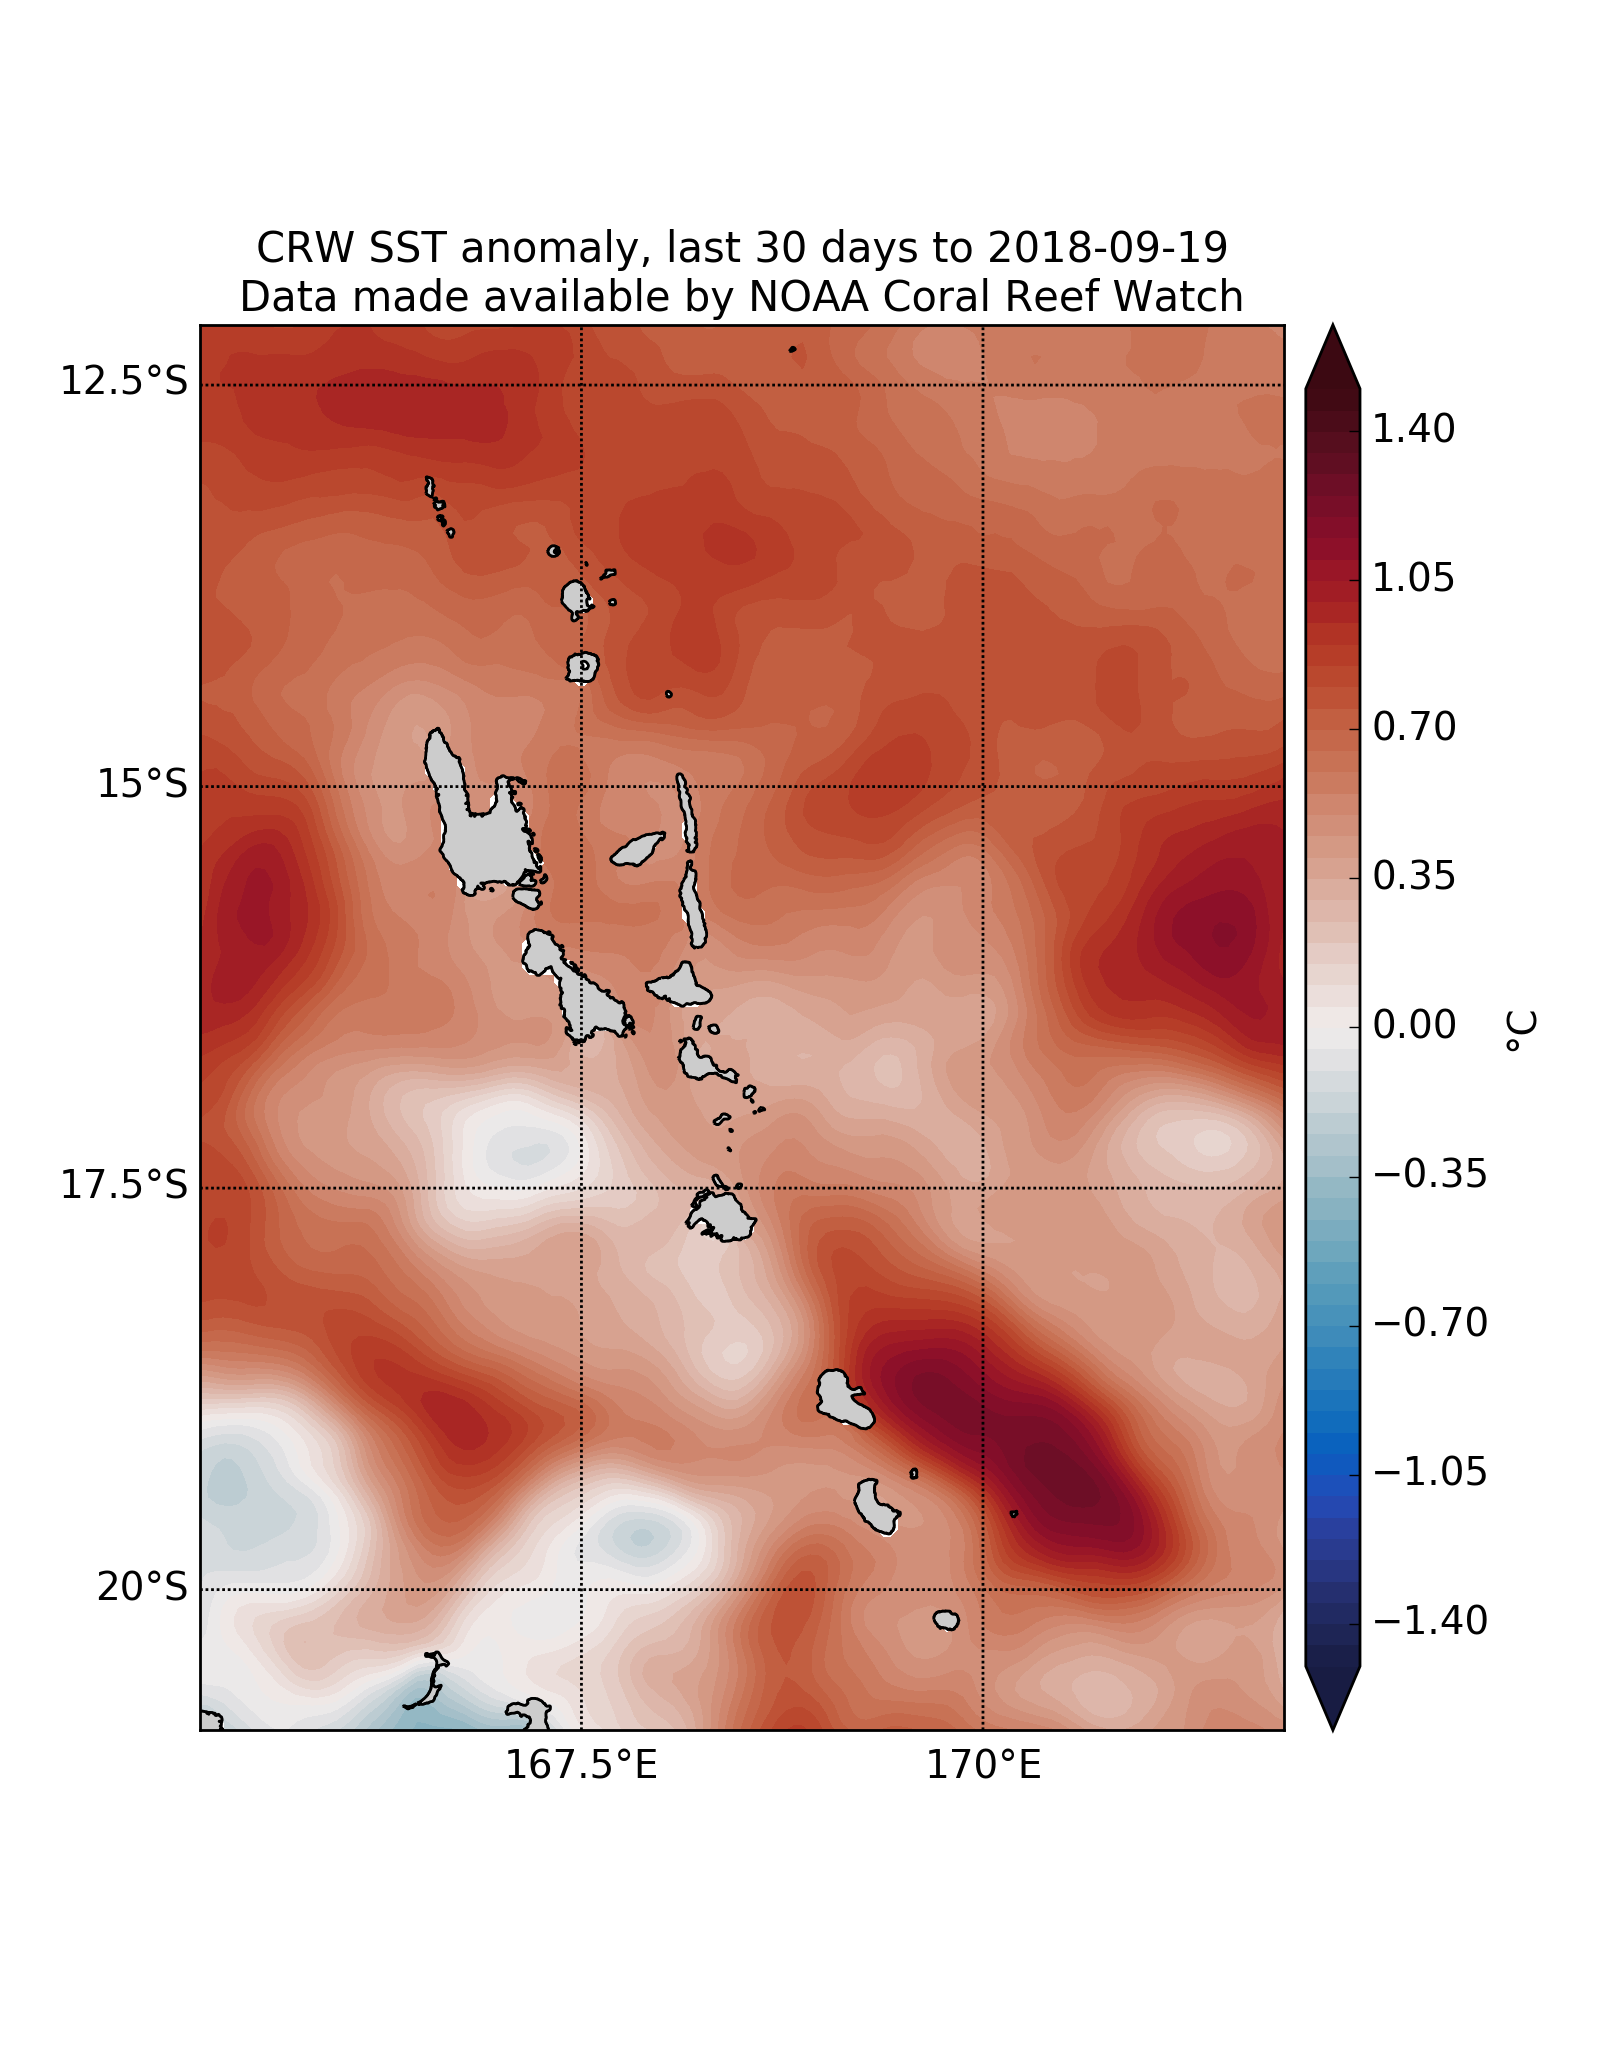 CRW SST anomaly, last 30 days to 2018-09-19
Data made available by NOAA Coral Reef Watch
12.5°S
15°S
17.5°S
20°S
167.5°E
170°E
1.40
1.05
0.70
0.35
0.00
−0.35
−0.70
−1.05
−1.40
°C